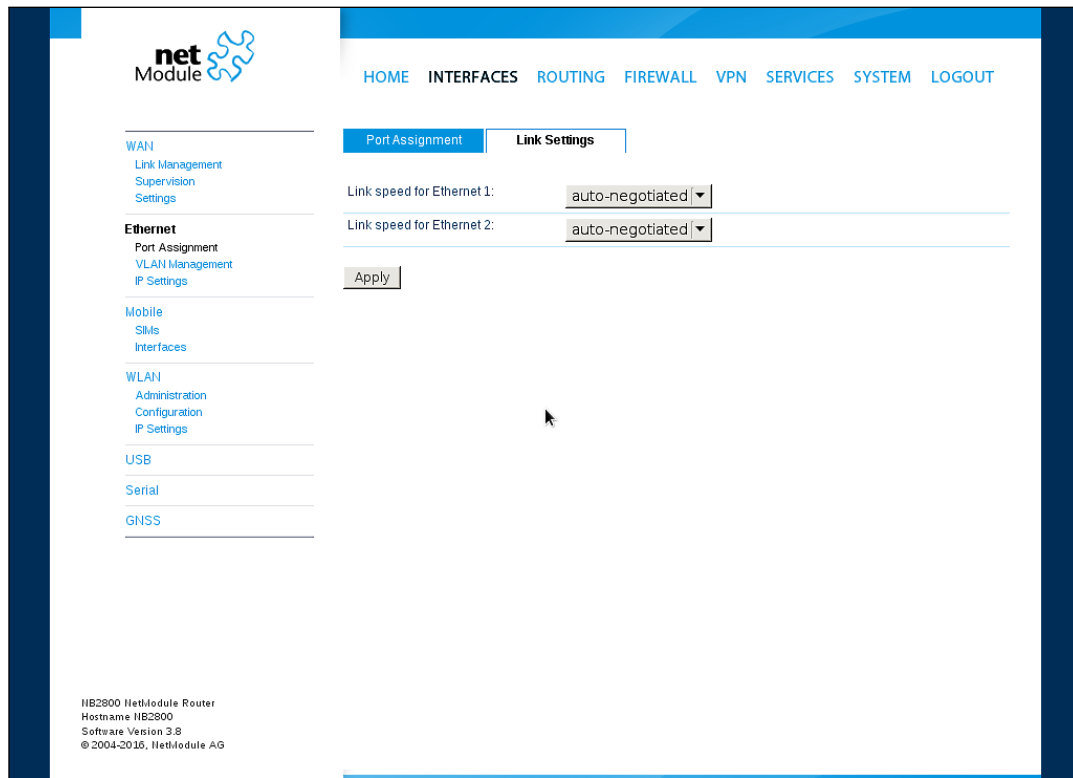 net
Module
HOME INTERFACES ROUTING FIREWALL VPN SERVICES SYSTEM LOGOUT
WAN
Link Management
Supervision
Settings
Ethernet
Port Assignment
VLAN Management
IP Settings
Mobile
SIMs
Interfaces
WLAN
Administration
Configuration
IP Settings
USB
Serial
GNSS
Port Assignment Link Settings
Link speed for Ethernet 1: auto-negotiated
Link speed for Ethernet 2: auto-negotiated
Apply
NB2800 NetModule Router
Hostname NB2800
Software Version 3.8
© 2004-2016, NetModule AG